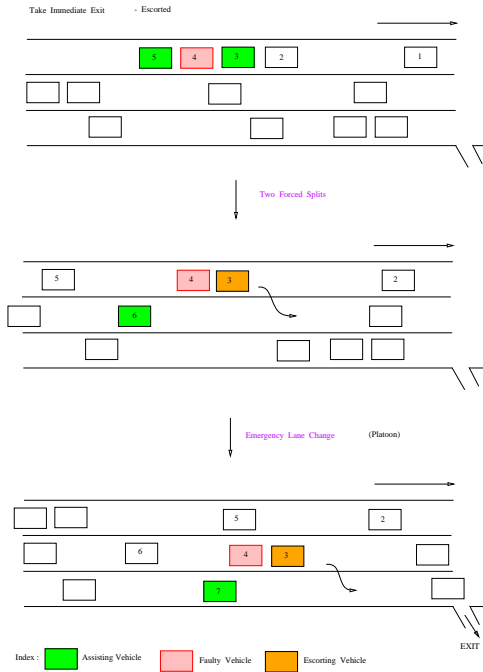 Take Immediate Exit - Escorted
5 4 3 2 1
Two Forced Splits
5 4 3 2
6
Emergency Lane Change (Platoon)
5 2
6 4 3
7
EXIT
Index : Assisting Vehicle Faulty Vehicle Escorting Vehicle